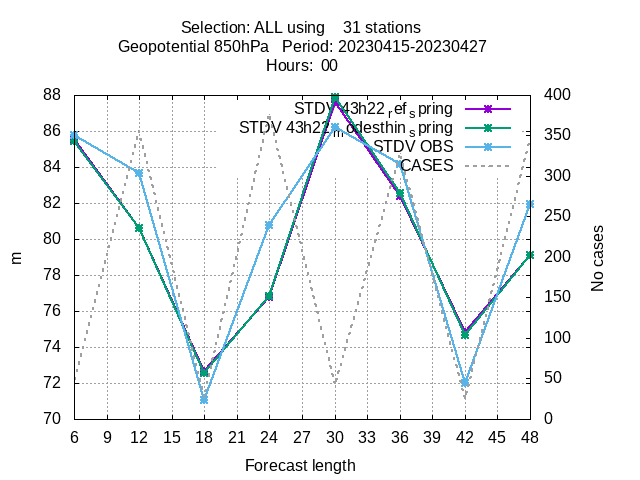 Selection: ALL using    31 stations
Geopotential 850hPa   Period: 20230415-20230427
Hours:  00
STDV 43h22_ref_spring
STDV 43h22_modesthin_spring
STDV OBS
CASES
88
86
84
82
80
78
76
74
72
70
400
350
300
250
200
150
100
50
0
m
No cases
6 9 12 15 18 21 24 27 30 33 36 39 42 45 48
Forecast length